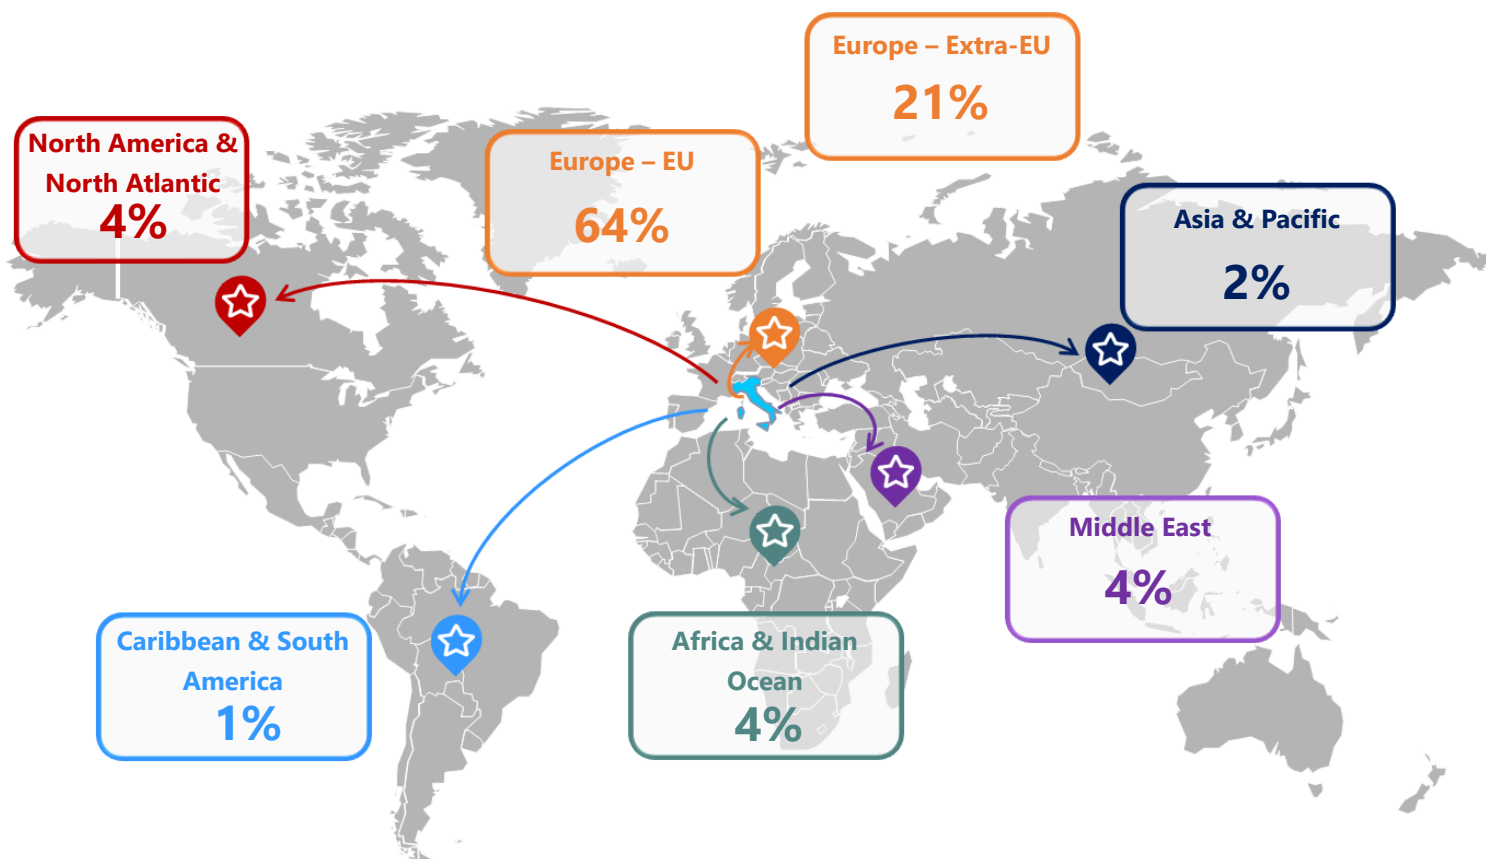 Europe – Extra-EU
21%
North America &
North Atlantic
4%
Europe – EU
64%
Asia & Pacific
2%
Middle East
4%
Caribbean & South
America
1%
Africa & Indian
Ocean
4%